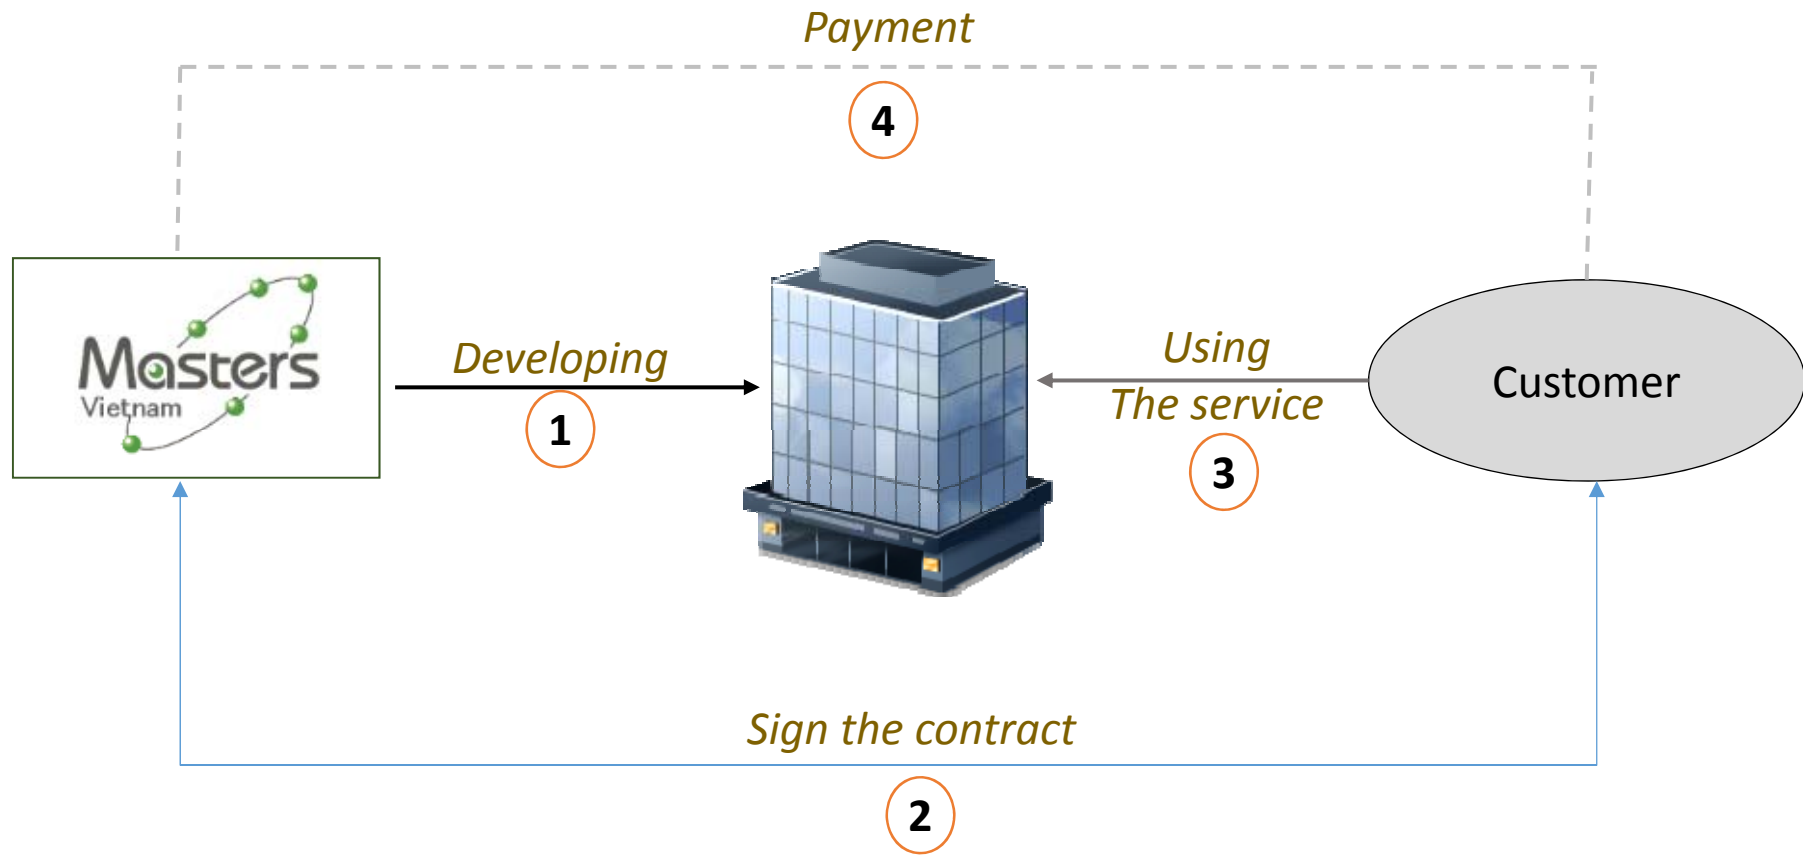 Payment
4
Masters
Vietnam
Developing
1
Using
The service
3
Customer
Sign the contract
2